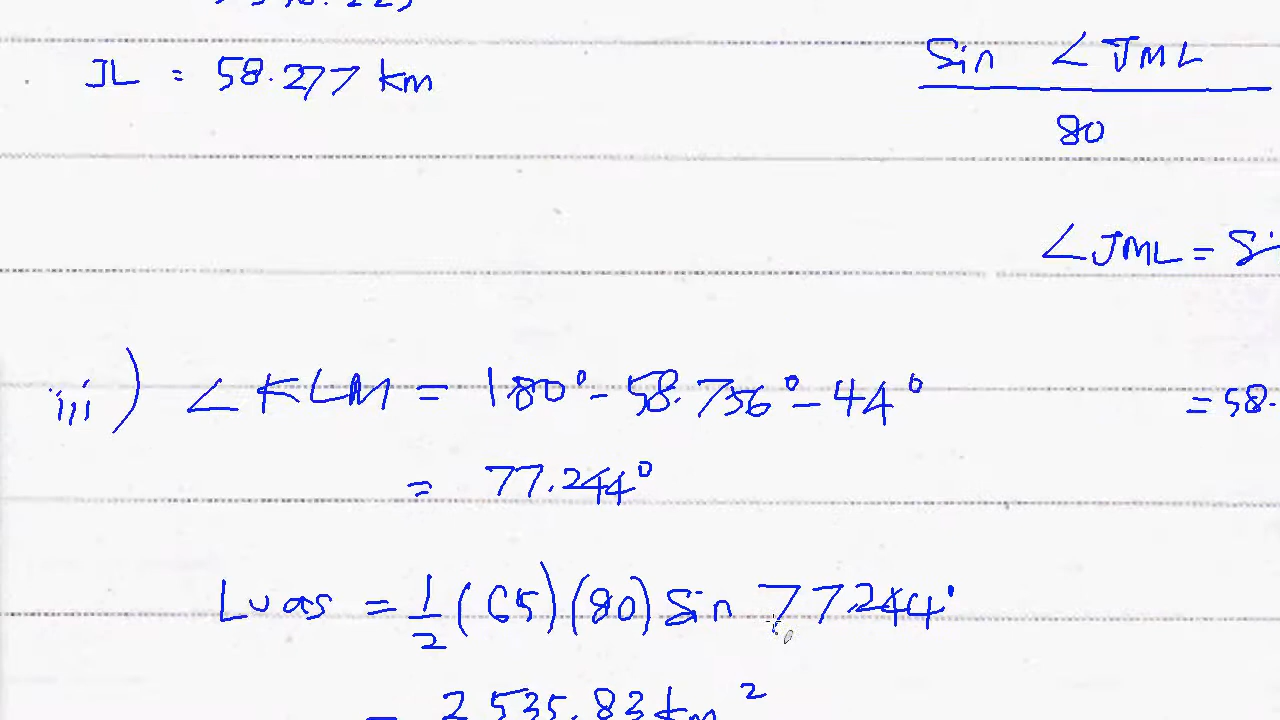 JL = 58.277 km
Sin ∠JML
80
∠JML = Si
iii) ∠KLM = 180° - 58.756° - 44°
= 58.
= 77.244°
Luas = 1/2 (65)(80) Sin 77.244°
= 2 535.83 km²